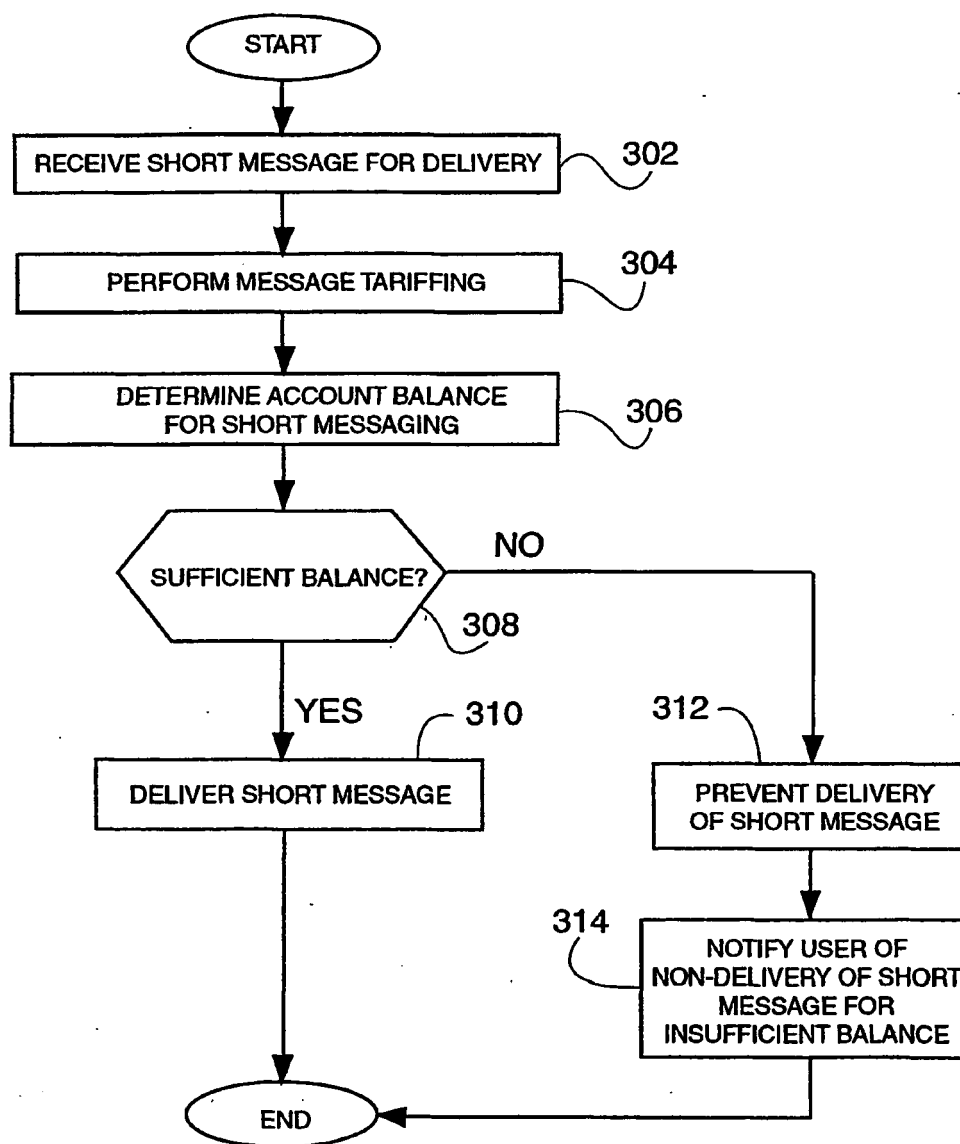 START
RECEIVE SHORT MESSAGE FOR DELIVERY
302
PERFORM MESSAGE TARIFFING
304
DETERMINE ACCOUNT BALANCE
FOR SHORT MESSAGING
306
SUFFICIENT BALANCE?
NO
308
YES
310
DELIVER SHORT MESSAGE
312
PREVENT DELIVERY
OF SHORT MESSAGE
314
NOTIFY USER OF
NON-DELIVERY OF SHORT
MESSAGE FOR
INSUFFICIENT BALANCE
END